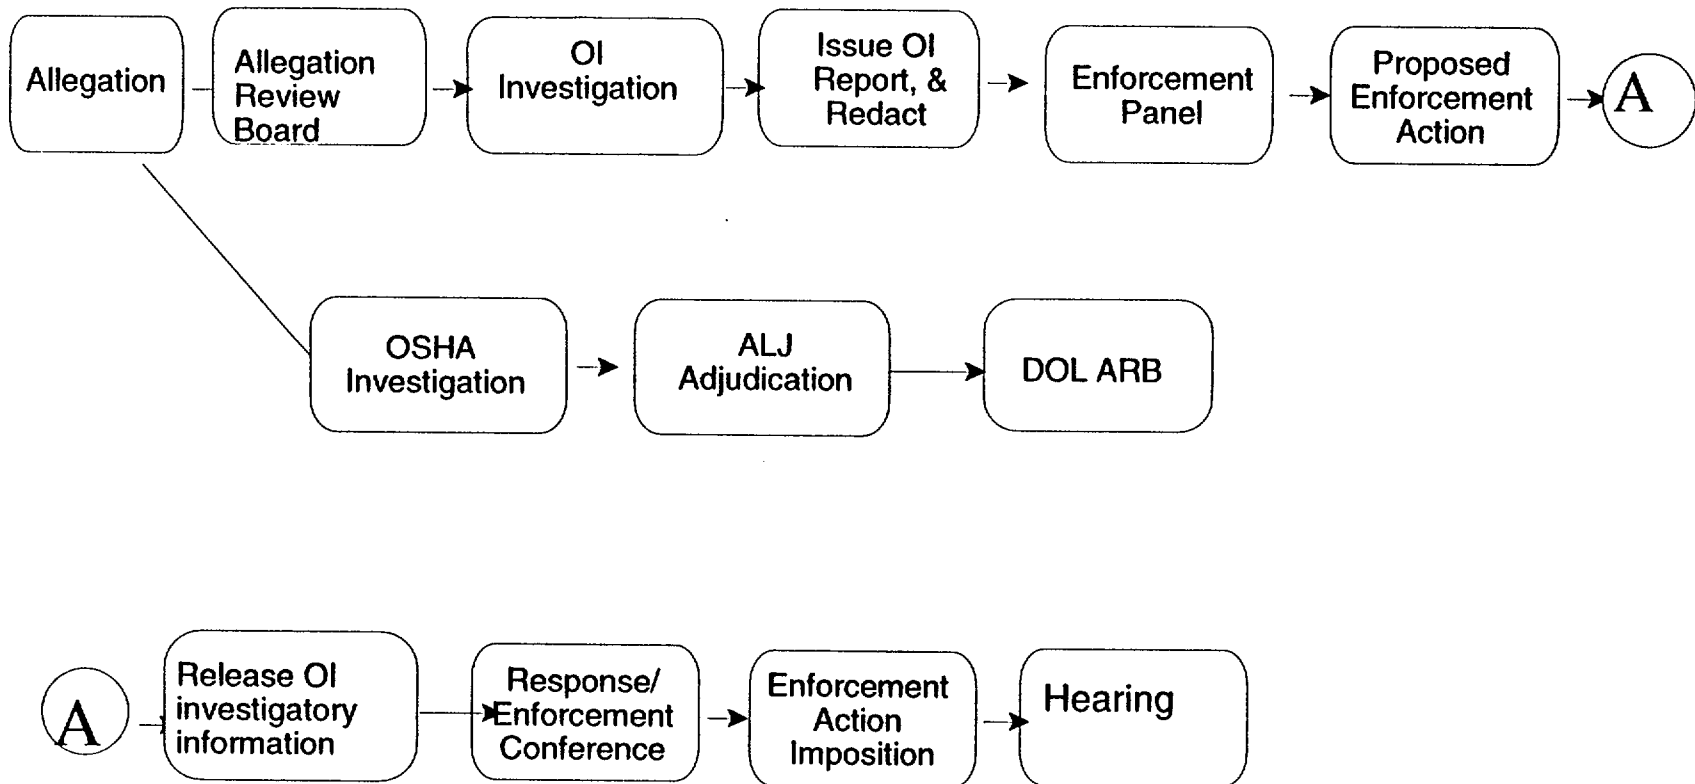 Allegation
Allegation
Review
Board
OI
Investigation
Issue OI
Report, &
Redact
Enforcement
Panel
Proposed
Enforcement
Action
A
OSHA
Investigation
ALJ
Adjudication
DOL ARB
A
Release OI
investigatory
information
Response/
Enforcement
Conference
Enforcement
Action
Imposition
Hearing